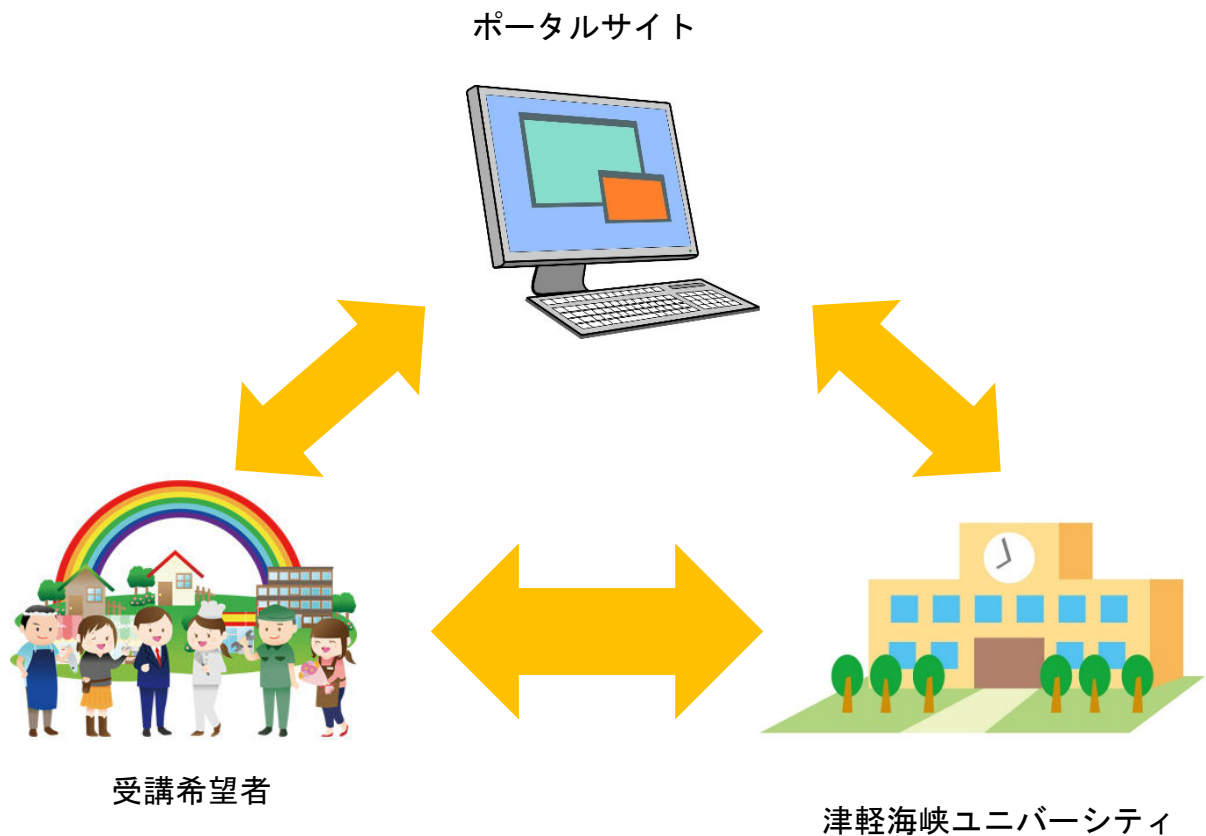 ポータルサイト
受講希望者
津軽海峡ユニバーシティ